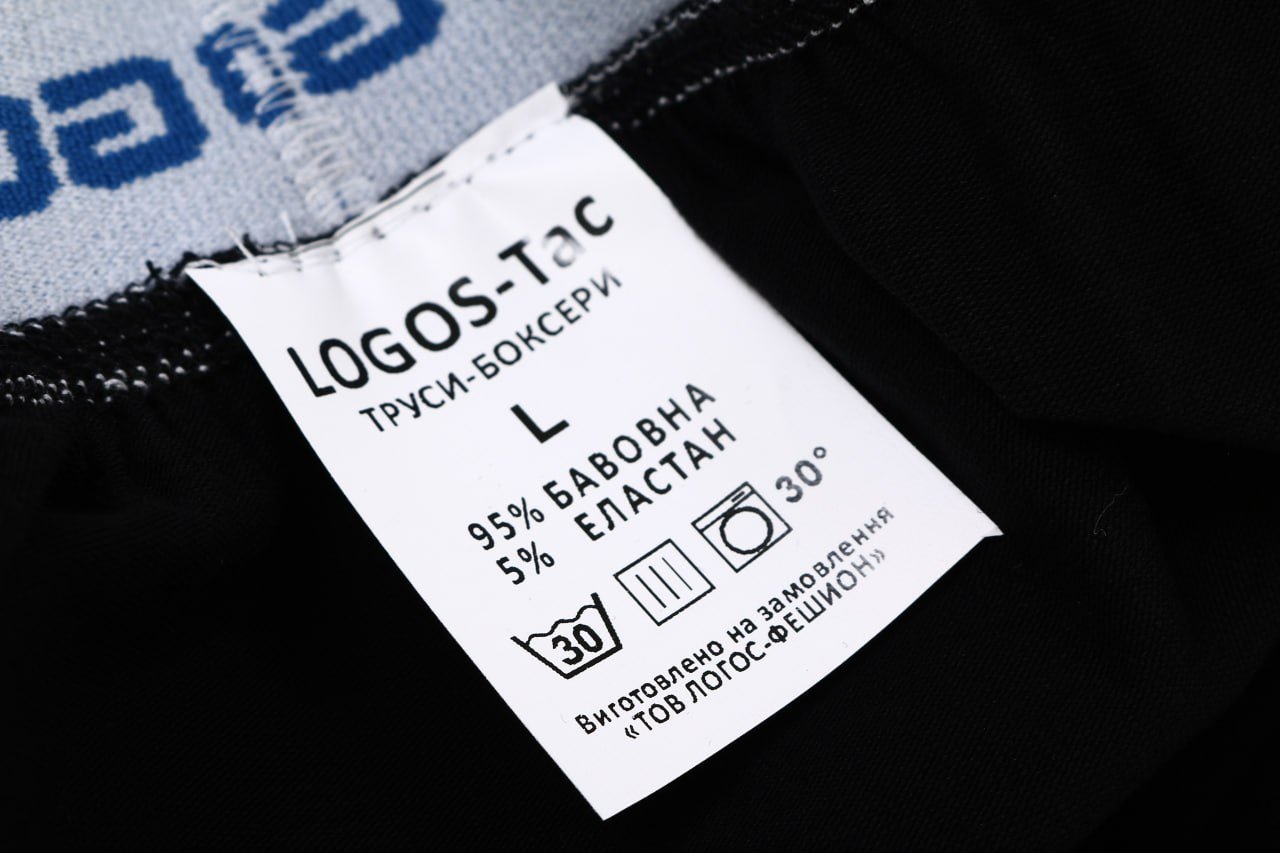 LOGOS-Tac
ТРУСИ-БОКСЕРИ
L
95% БАВОВНА
5% ЕЛАСТАН
30°
30
Виготовлено на замовлення
«ТОВ ЛОГОС-ФЕШИОН»